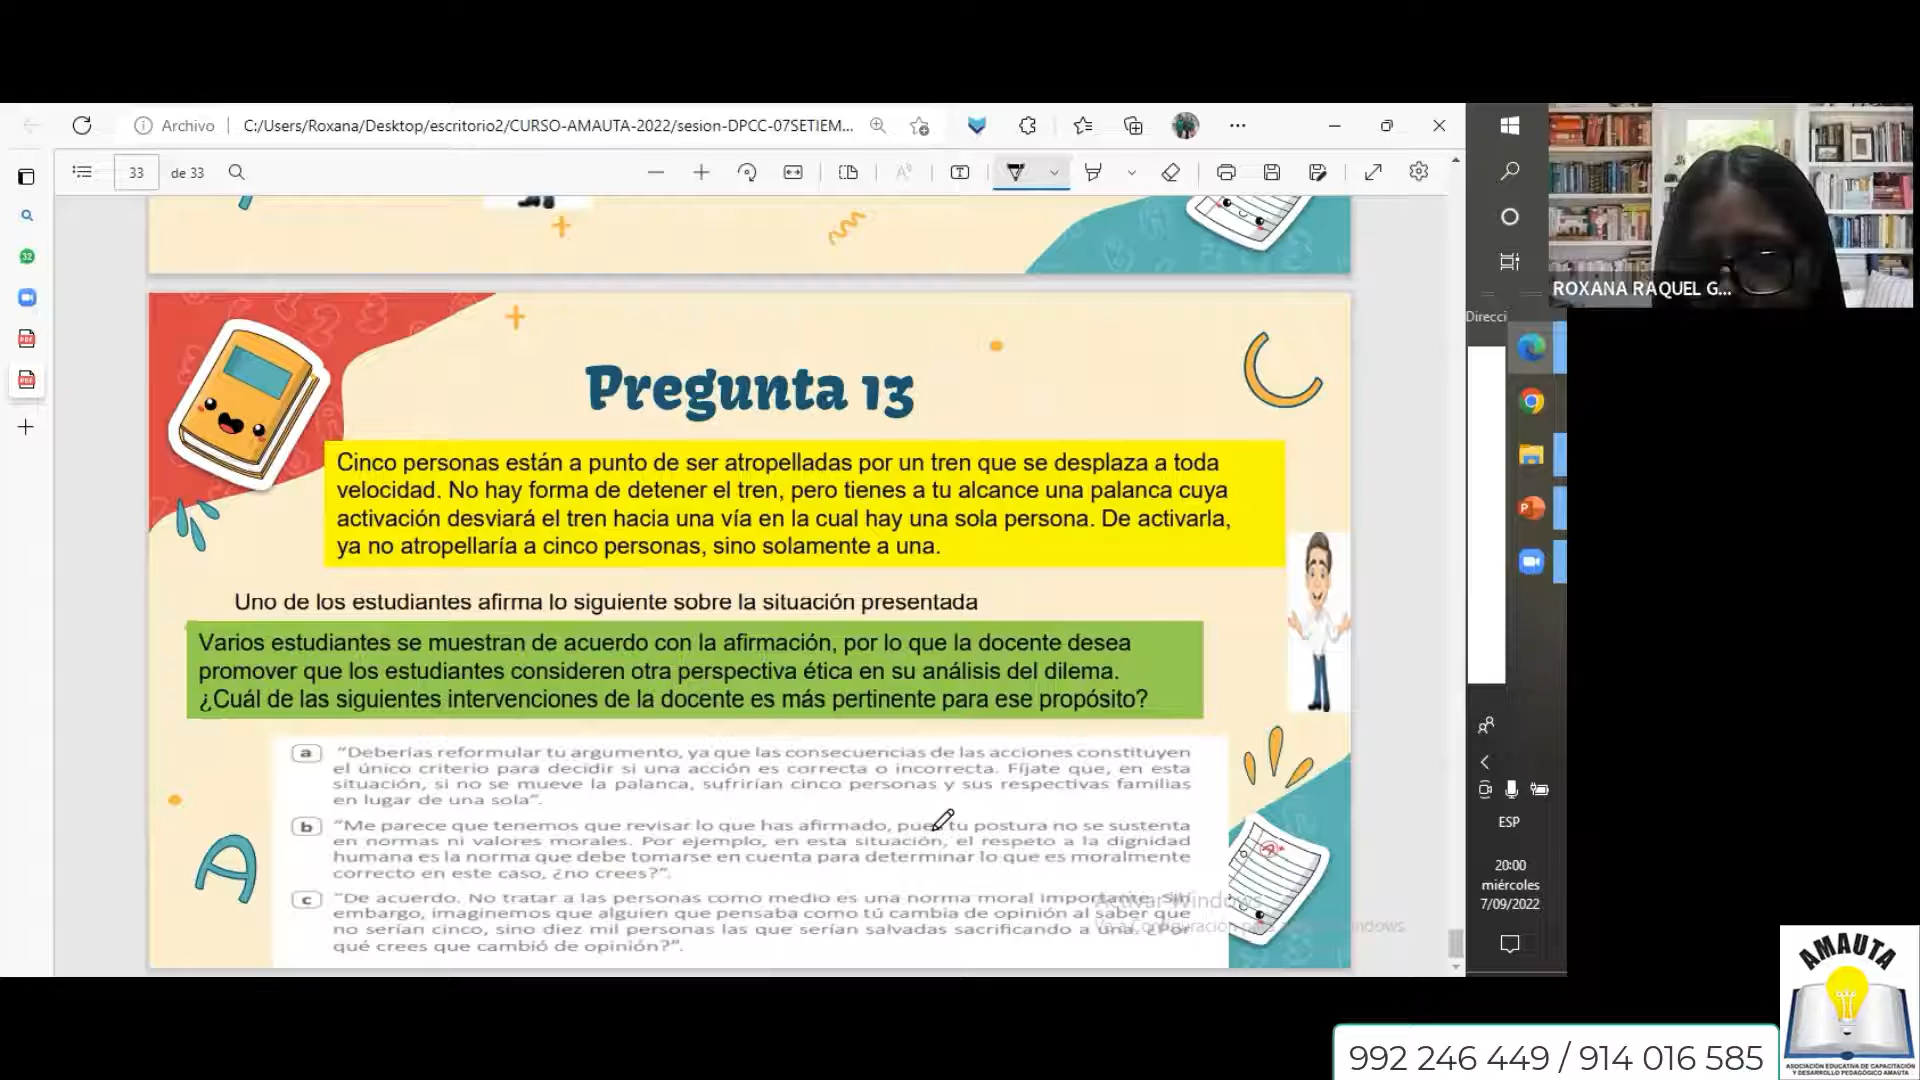 Archivo
C:/Users/Roxana/Desktop/escritorio2/CURSO-AMAUTA-2022/sesion-DPCC-07SETIEM...
33 de 33
Pregunta 13
Cinco personas están a punto de ser atropelladas por un tren que se desplaza a toda
velocidad. No hay forma de detener el tren, pero tienes a tu alcance una palanca cuya
activación desviará el tren hacia una vía en la cual hay una sola persona. De activarla,
ya no atropellaría a cinco personas, sino solamente a una.
Uno de los estudiantes afirma lo siguiente sobre la situación presentada
Varios estudiantes se muestran de acuerdo con la afirmación, por lo que la docente desea
promover que los estudiantes consideren otra perspectiva ética en su análisis del dilema.
¿Cuál de las siguientes intervenciones de la docente es más pertinente para ese propósito?
a "Deberías reformular tu argumento, ya que las consecuencias de las acciones constituyen
el único criterio para decidir si una acción es correcta o incorrecta. Fíjate que, en esta
situación, si no se mueve la palanca, sufrirían cinco personas y sus respectivas familias
en lugar de una sola".
b "Me parece que tenemos que revisar lo que has afirmado, pues tu postura no se sustenta
en normas ni valores morales. Por ejemplo, en esta situación, el respeto a la dignidad
humana es la norma que debe tomarse en cuenta para determinar lo que es moralmente
correcto en este caso, ¿no crees?".
c "De acuerdo. No tratar a las personas como medio es una norma moral importante. Sin
embargo, imaginemos que alguien que pensaba como tú cambia de opinión al saber que
no serían cinco, sino diez mil personas las que serían salvadas sacrificando a una. ¿Por
qué crees que cambió de opinión?".
Activar Windows
ROXANA RAQUEL G...
Direcci
ESP
20:00
miércoles
7/09/2022
AMAUTA
ASOCIACIÓN EDUCATIVA DE CAPACITACIÓN
Y DESARROLLO PEDAGÓGICO AMAUTA
992 246 449 / 914 016 585